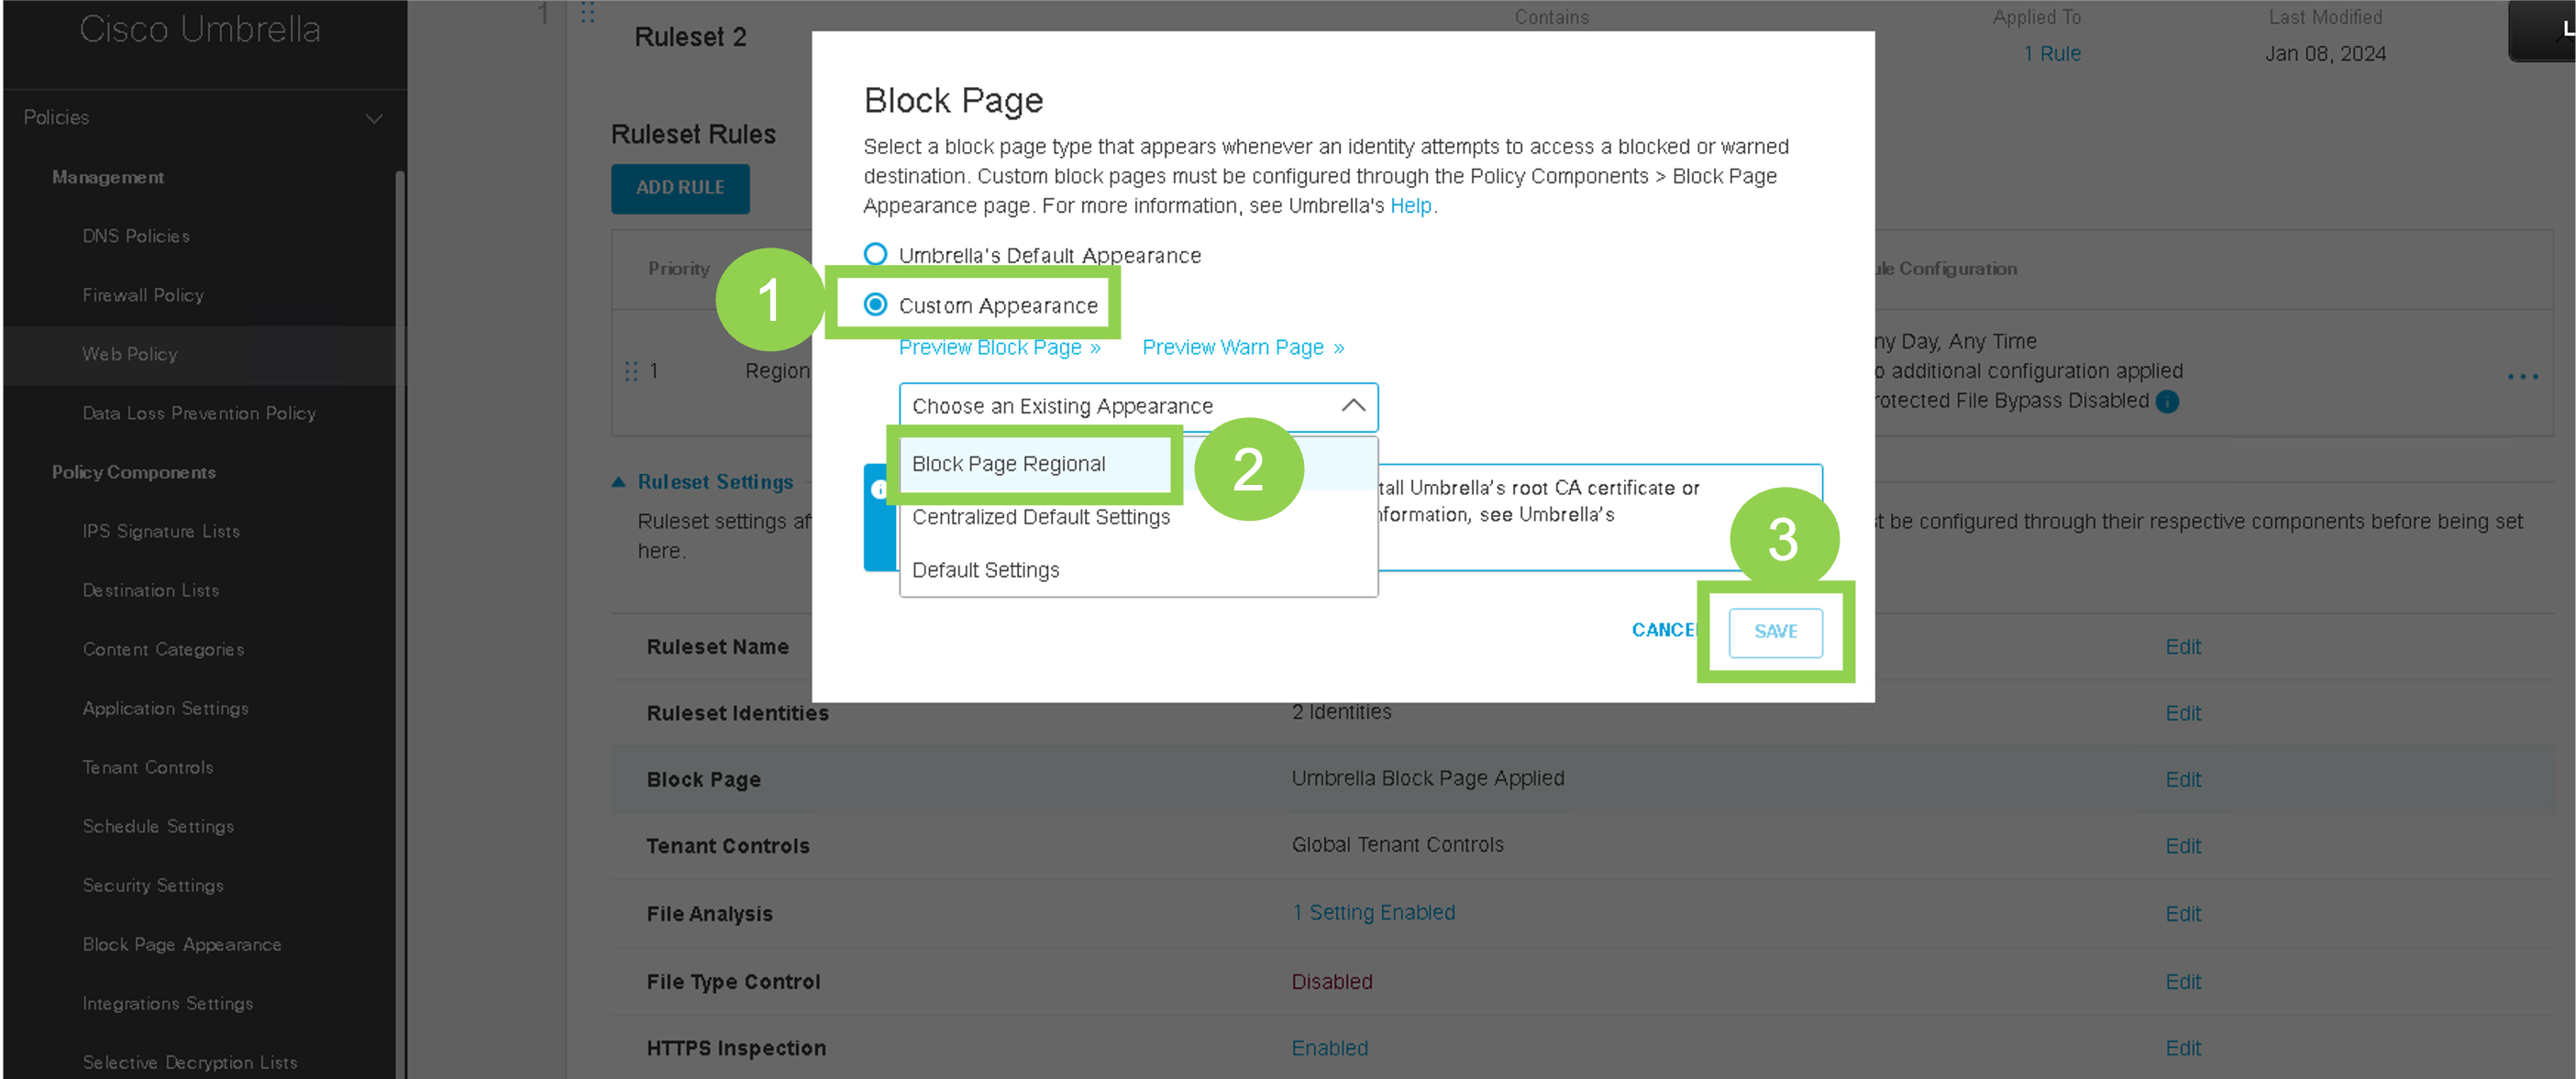 Cisco Umbrella
Policies
Management
DNS Policies
Firewall Policy
Web Policy
Data Loss Prevention Policy
Policy Components
IPS Signature Lists
Destination Lists
Content Categories
Application Settings
Tenant Controls
Schedule Settings
Security Settings
Block Page Appearance
Integrations Settings
Selective Decryption Lists
1
Ruleset 2
Contains
Applied To
1 Rule
Last Modified
Jan 08, 2024
L
Ruleset Rules
ADD RULE
Priority
ule Configuration
1
Region
ny Day, Any Time
o additional configuration applied
rotected File Bypass Disabled
Ruleset Settings
Ruleset settings af
t be configured through their respective components before being set
here.
Block Page
Select a block page type that appears whenever an identity attempts to access a blocked or warned
destination. Custom block pages must be configured through the Policy Components > Block Page
Appearance page. For more information, see Umbrella's Help.
Umbrella's Default Appearance
1
Custom Appearance
Preview Block Page »
Preview Warn Page »
Choose an Existing Appearance
Block Page Regional
2
Centralized Default Settings
Default Settings
tall Umbrella's root CA certificate or
nformation, see Umbrella's
3
CANCEL
SAVE
Ruleset Name
Edit
Ruleset Identities
2 Identities
Edit
Block Page
Umbrella Block Page Applied
Edit
Tenant Controls
Global Tenant Controls
Edit
File Analysis
1 Setting Enabled
Edit
File Type Control
Disabled
Edit
HTTPS Inspection
Enabled
Edit